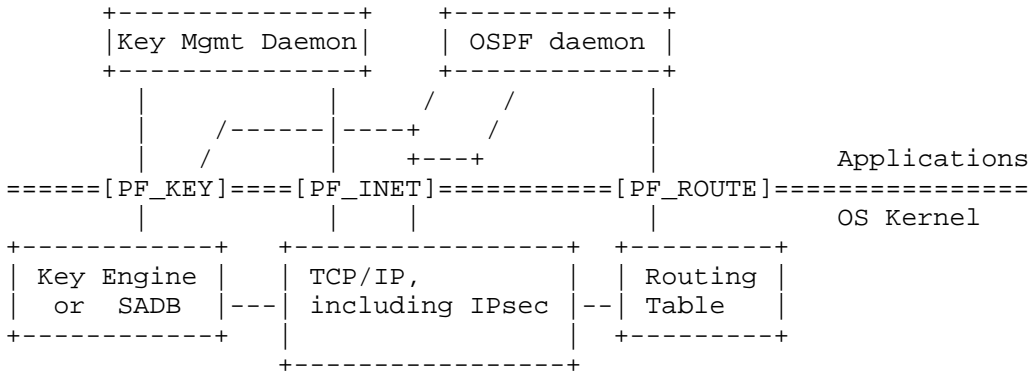 Key Mgmt Daemon OSPF daemon
Applications
[PF_KEY] [PF_INET] [PF_ROUTE]
OS Kernel
Key Engine TCP/IP, Routing
or SADB including IPsec Table